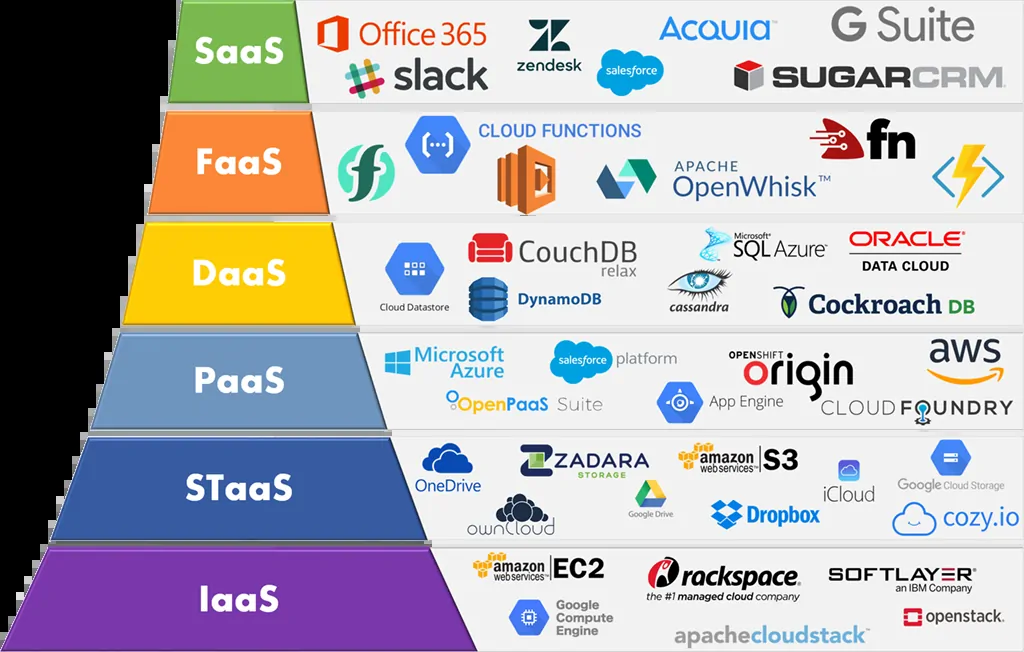 SaaS
Office 365
zendesk
ACQUIA™
G Suite
slack
salesforce
SUGARCRM.
FaaS
CLOUD FUNCTIONS
APACHE
OpenWhisk™
fn
DaaS
Cloud Datastore
CouchDB
relax
DynamoDB
Microsoft®
SQL Azure™
cassandra
ORACLE®
DATA CLOUD
Cockroach DB
PaaS
Microsoft
Azure
salesforce platform
OPENSHIFT
origin
aws
OpenPaaS Suite
App Engine
CLOUD FOUNDRY
STaaS
OneDrive
ZADARA
STORAGE
amazon
web services™
S3
iCloud
Google Cloud Storage
ownCloud
Google Drive
Dropbox
cozy.io
IaaS
amazon
web services™
EC2
rackspace®
the #1 managed cloud company
SOFTLAYER®
an IBM Company
Google
Compute
Engine
apachecloudstack™
openstack.